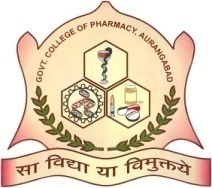 GOVT. COLLEGE OF PHARMACY, AURANGABAD
सा विद्या या विमुक्तये